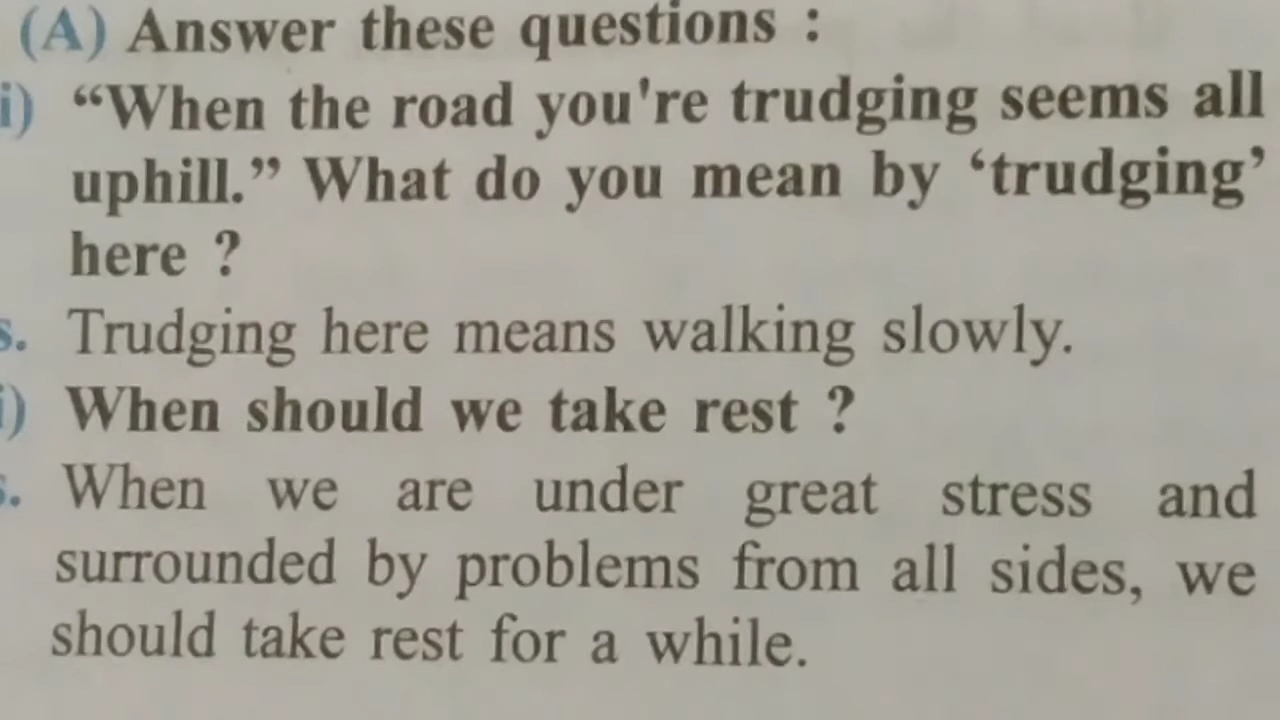 (A) Answer these questions :
i) “When the road you're trudging seems all
uphill.” What do you mean by ‘trudging’
here ?
s. Trudging here means walking slowly.
i) When should we take rest ?
s. When we are under great stress and
surrounded by problems from all sides, we
should take rest for a while.